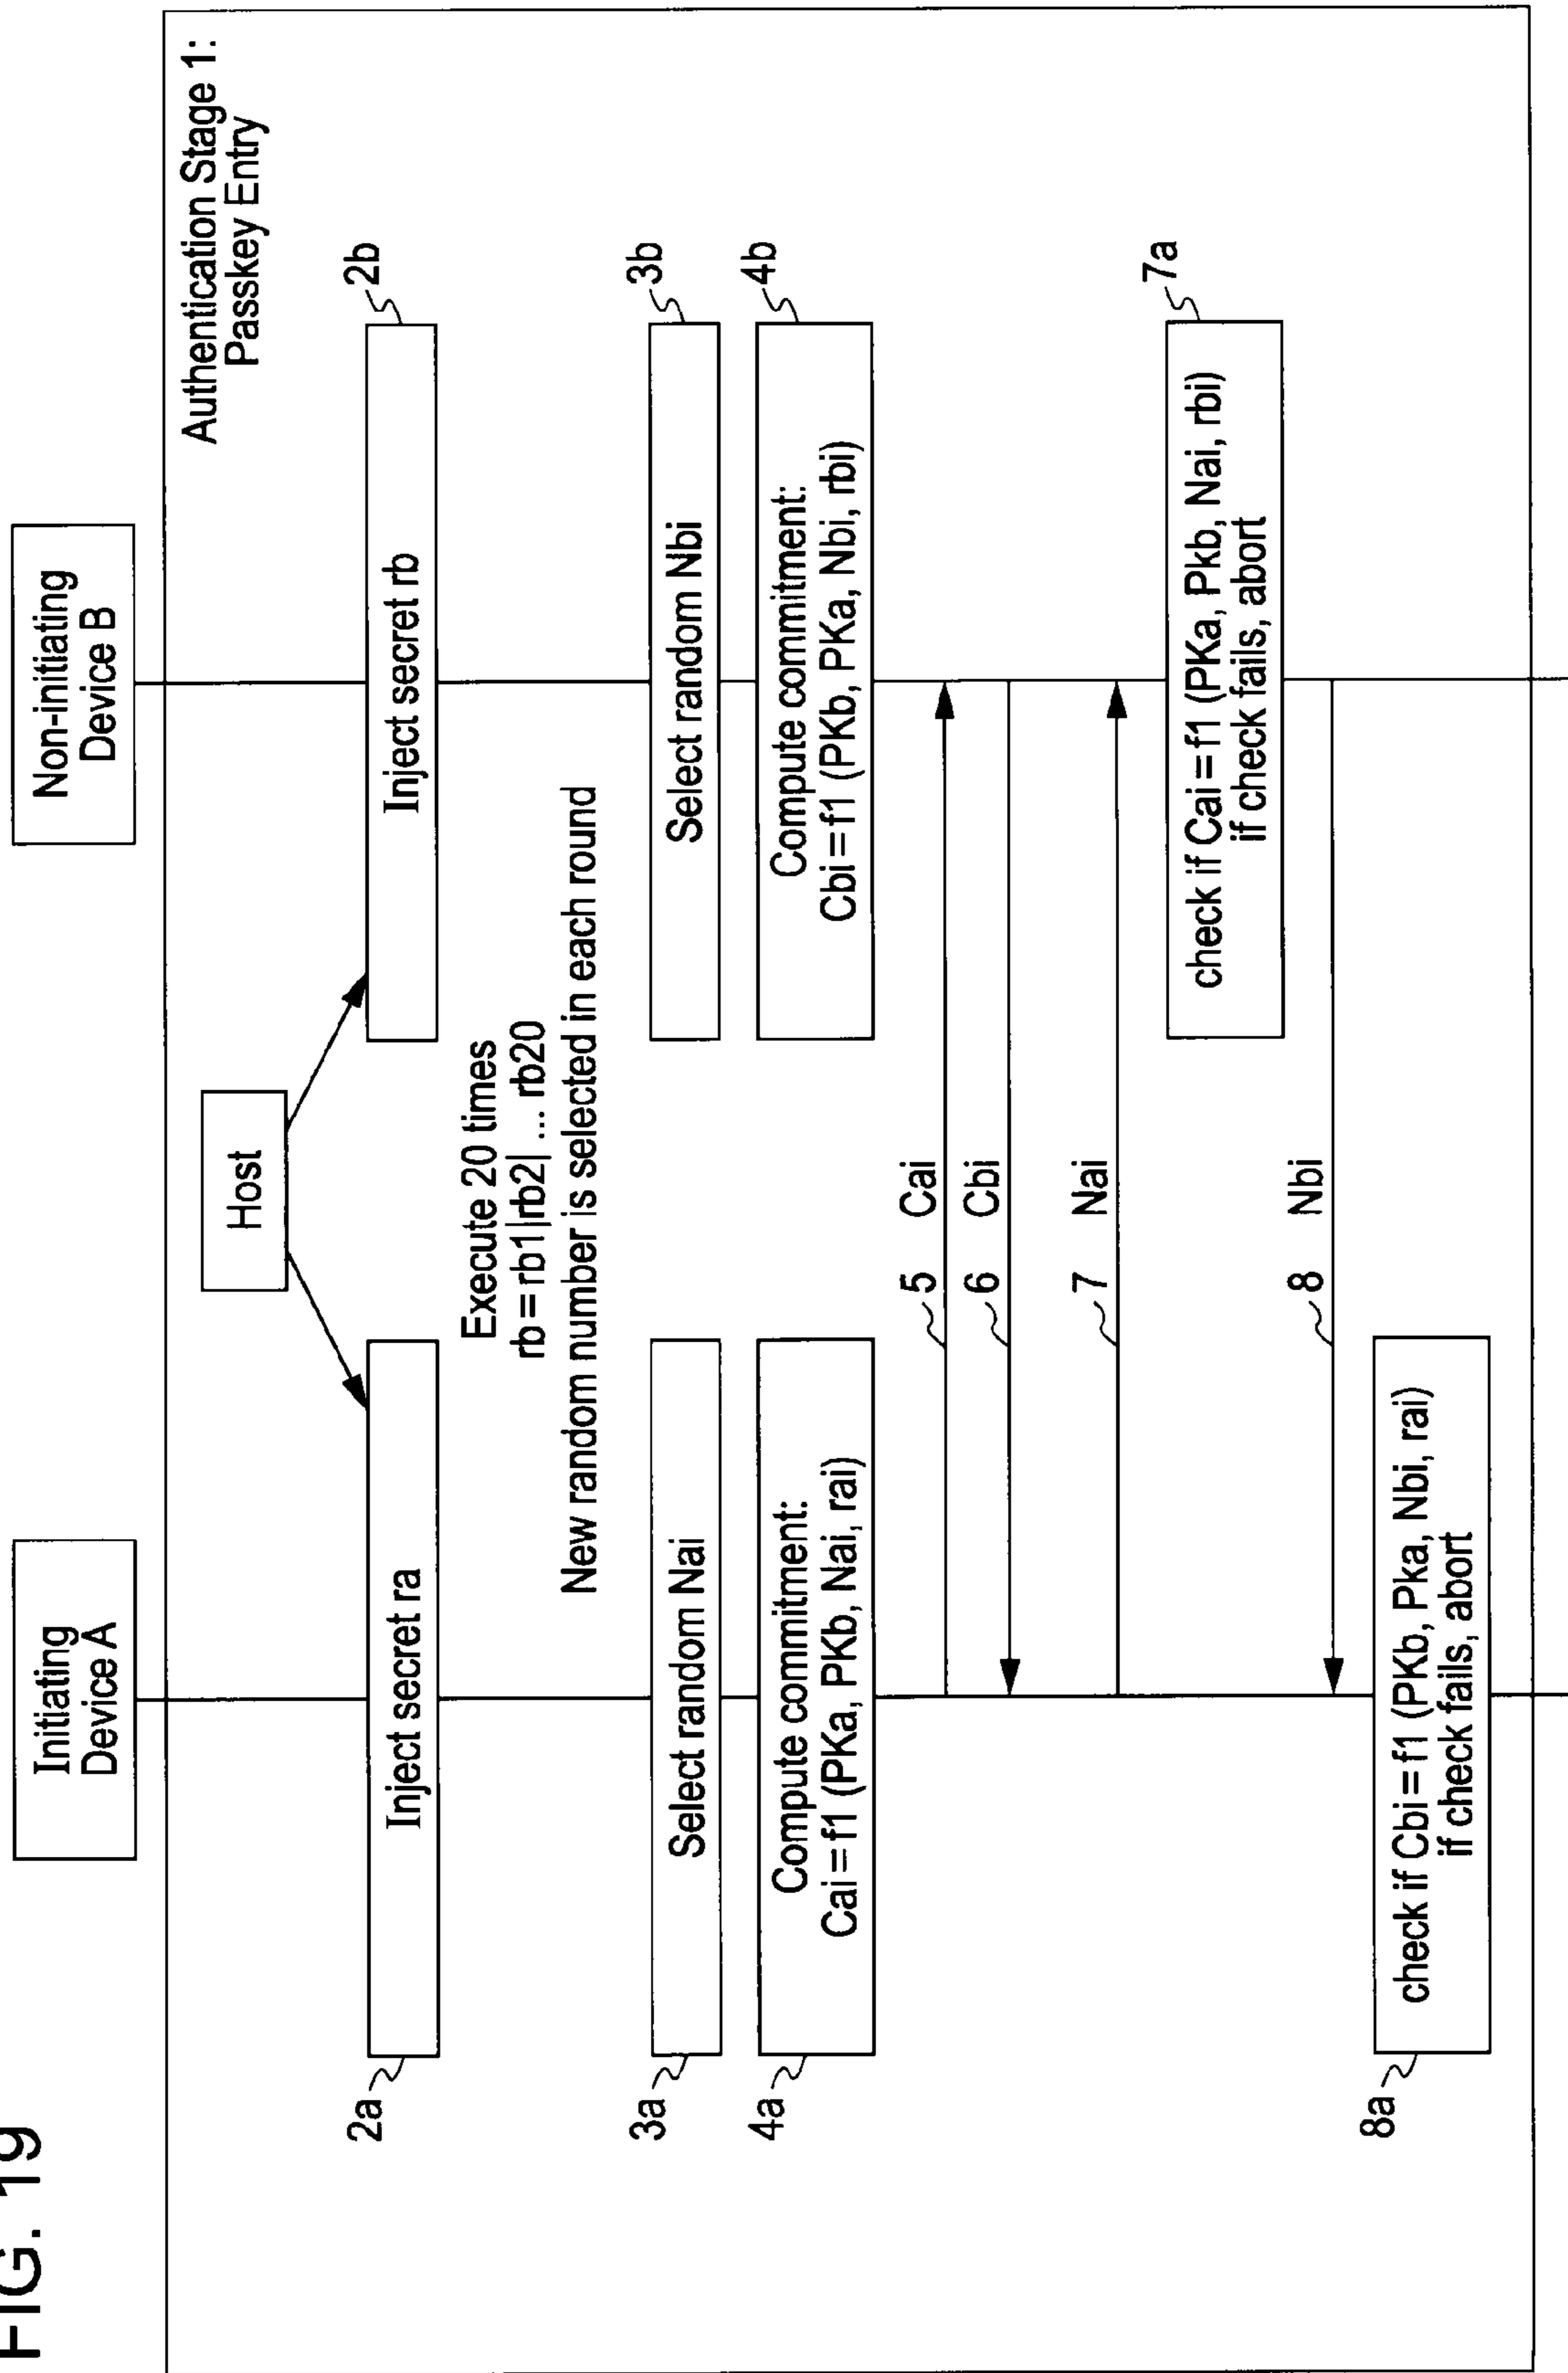 FIG. 19
Initiating
Device A
Non-initiating
Device B
Authentication Stage 1:
Passkey Entry
Host
2a
Inject secret ra
Inject secret rb
2b
Execute 20 times
rb = rb1|rb2| ... rb20
New random number is selected in each round
3a
Select random Nai
Select random Nbi
3b
4a
Compute commitment:
Cai = f1 (PKa, PKb, Nai, rai)
Compute commitment:
Cbi = f1 (PKb, PKa, Nbi, rbi)
4b
5 Cai
6 Cbi
7 Nai
check if Cai = f1 (PKa, Pkb, Nai, rbi)
if check fails, abort
7a
8 Nbi
8a
check if Cbi = f1 (PKb, Pka, Nbi, rai)
if check fails, abort